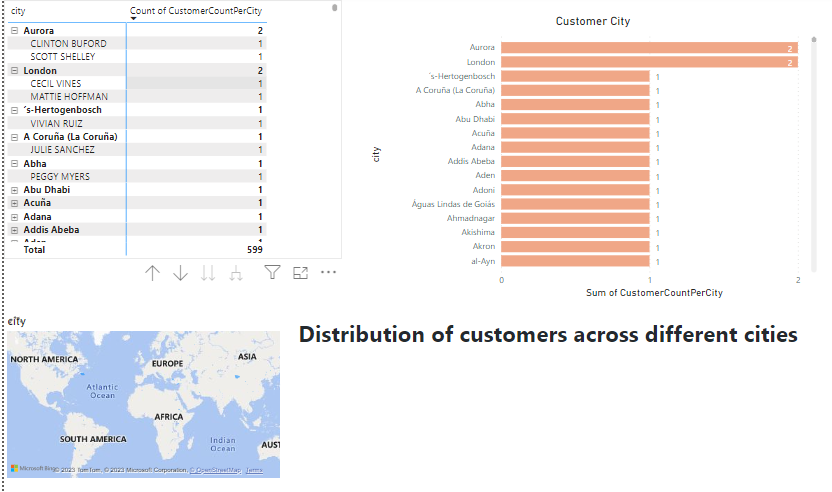 city Count of CustomerCountPerCity
Aurora 2
CLINTON BUFORD 1
SCOTT SHELLEY 1
London 2
CECIL VINES 1
MATTIE HOFFMAN 1
´s-Hertogenbosch 1
VIVIAN RUIZ 1
A Coruña (La Coruña) 1
JULIE SANCHEZ 1
Abha 1
PEGGY MYERS 1
Abu Dhabi 1
Acuña 1
Adana 1
Addis Abeba 1
Aden 1
Total 599
Customer City
city
Aurora 2
London 2
´s-Hertogenbosch 1
A Coruña (La Coruña) 1
Abha 1
Abu Dhabi 1
Acuña 1
Adana 1
Addis Abeba 1
Aden 1
Adoni 1
Águas Lindas de Goiás 1
Ahmadnagar 1
Akishima 1
Akron 1
al-Ayn 1
0 1 2
Sum of CustomerCountPerCity
Distribution of customers across different cities
city
NORTH AMERICA
EUROPE
ASIA
Atlantic
Ocean
AFRICA
SOUTH AMERICA
Indian
Ocean
AUST
Microsoft Bing
© 2023 TomTom, © 2023 Microsoft Corporation, © OpenStreetMap Terms